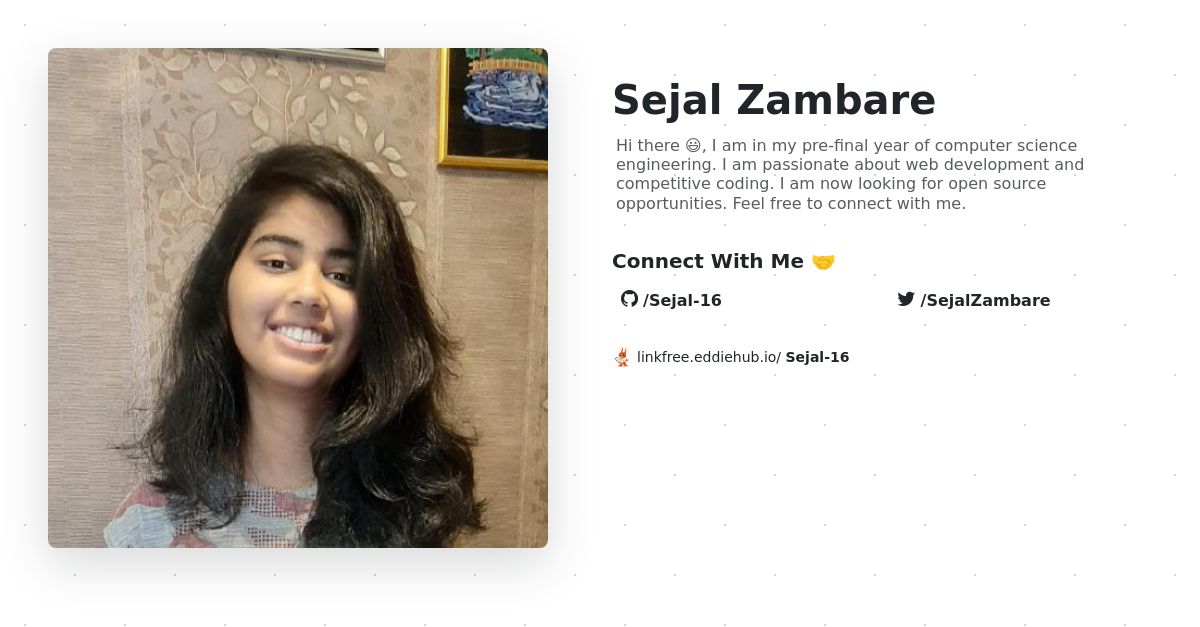 Sejal Zambare
Hi there 😃, I am in my pre-final year of computer science
engineering. I am passionate about web development and
competitive coding. I am now looking for open source
opportunities. Feel free to connect with me.
Connect With Me 🤝
/Sejal-16
/SejalZambare
linkfree.eddiehub.io/ Sejal-16